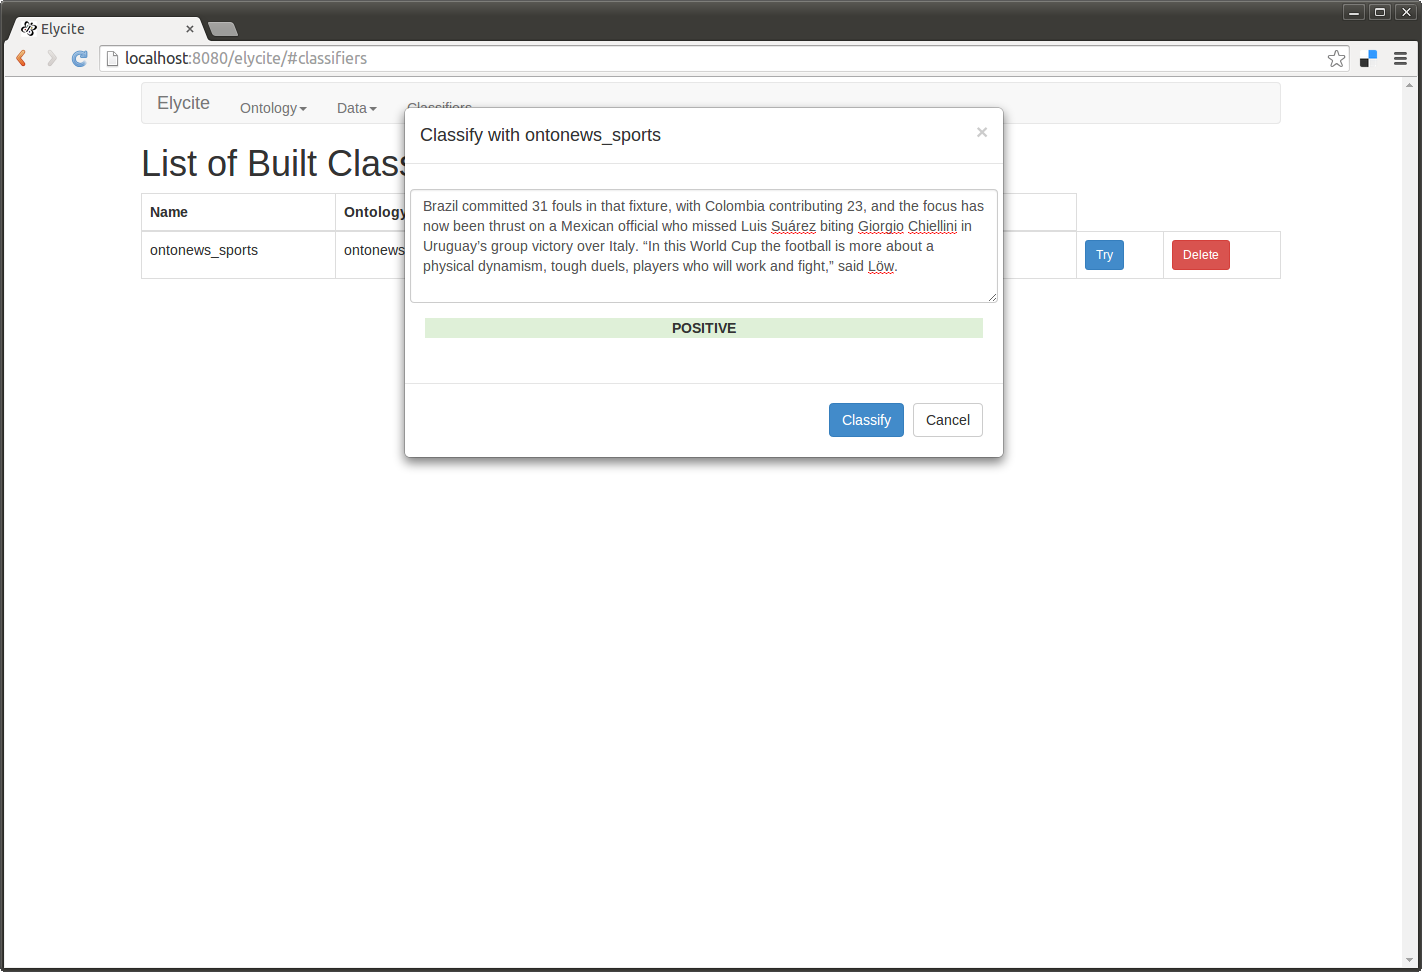 Elycite
localhost:8080/elycite/#classifiers
Elycite Ontology Data Classifiers
Classify with ontonews_sports ×
List of Built Clas
Name Ontology
ontonews_sports ontonews Try Delete
Brazil committed 31 fouls in that fixture, with Colombia contributing 23, and the focus has
now been thrust on a Mexican official who missed Luis Suárez biting Giorgio Chiellini in
Uruguay’s group victory over Italy. “In this World Cup the football is more about a
physical dynamism, tough duels, players who will work and fight,” said Löw.
POSITIVE
Classify Cancel